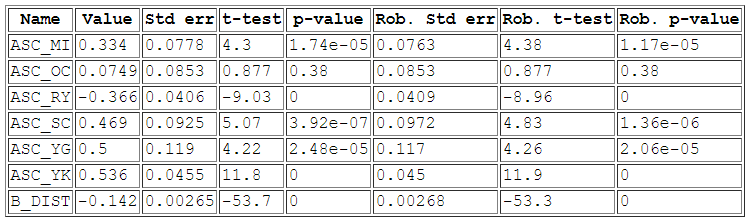 Name Value Std err t-test p-value Rob. Std err Rob. t-test Rob. p-value
ASC_MI 0.334 0.0778 4.3 1.74e-05 0.0763 4.38 1.17e-05
ASC_OC 0.0749 0.0853 0.877 0.38 0.0853 0.877 0.38
ASC_RY -0.366 0.0406 -9.03 0 0.0409 -8.96 0
ASC_SC 0.469 0.0925 5.07 3.92e-07 0.0972 4.83 1.36e-06
ASC_YG 0.5 0.119 4.22 2.48e-05 0.117 4.26 2.06e-05
ASC_YK 0.536 0.0455 11.8 0 0.045 11.9 0
B_DIST -0.142 0.00265 -53.7 0 0.00268 -53.3 0